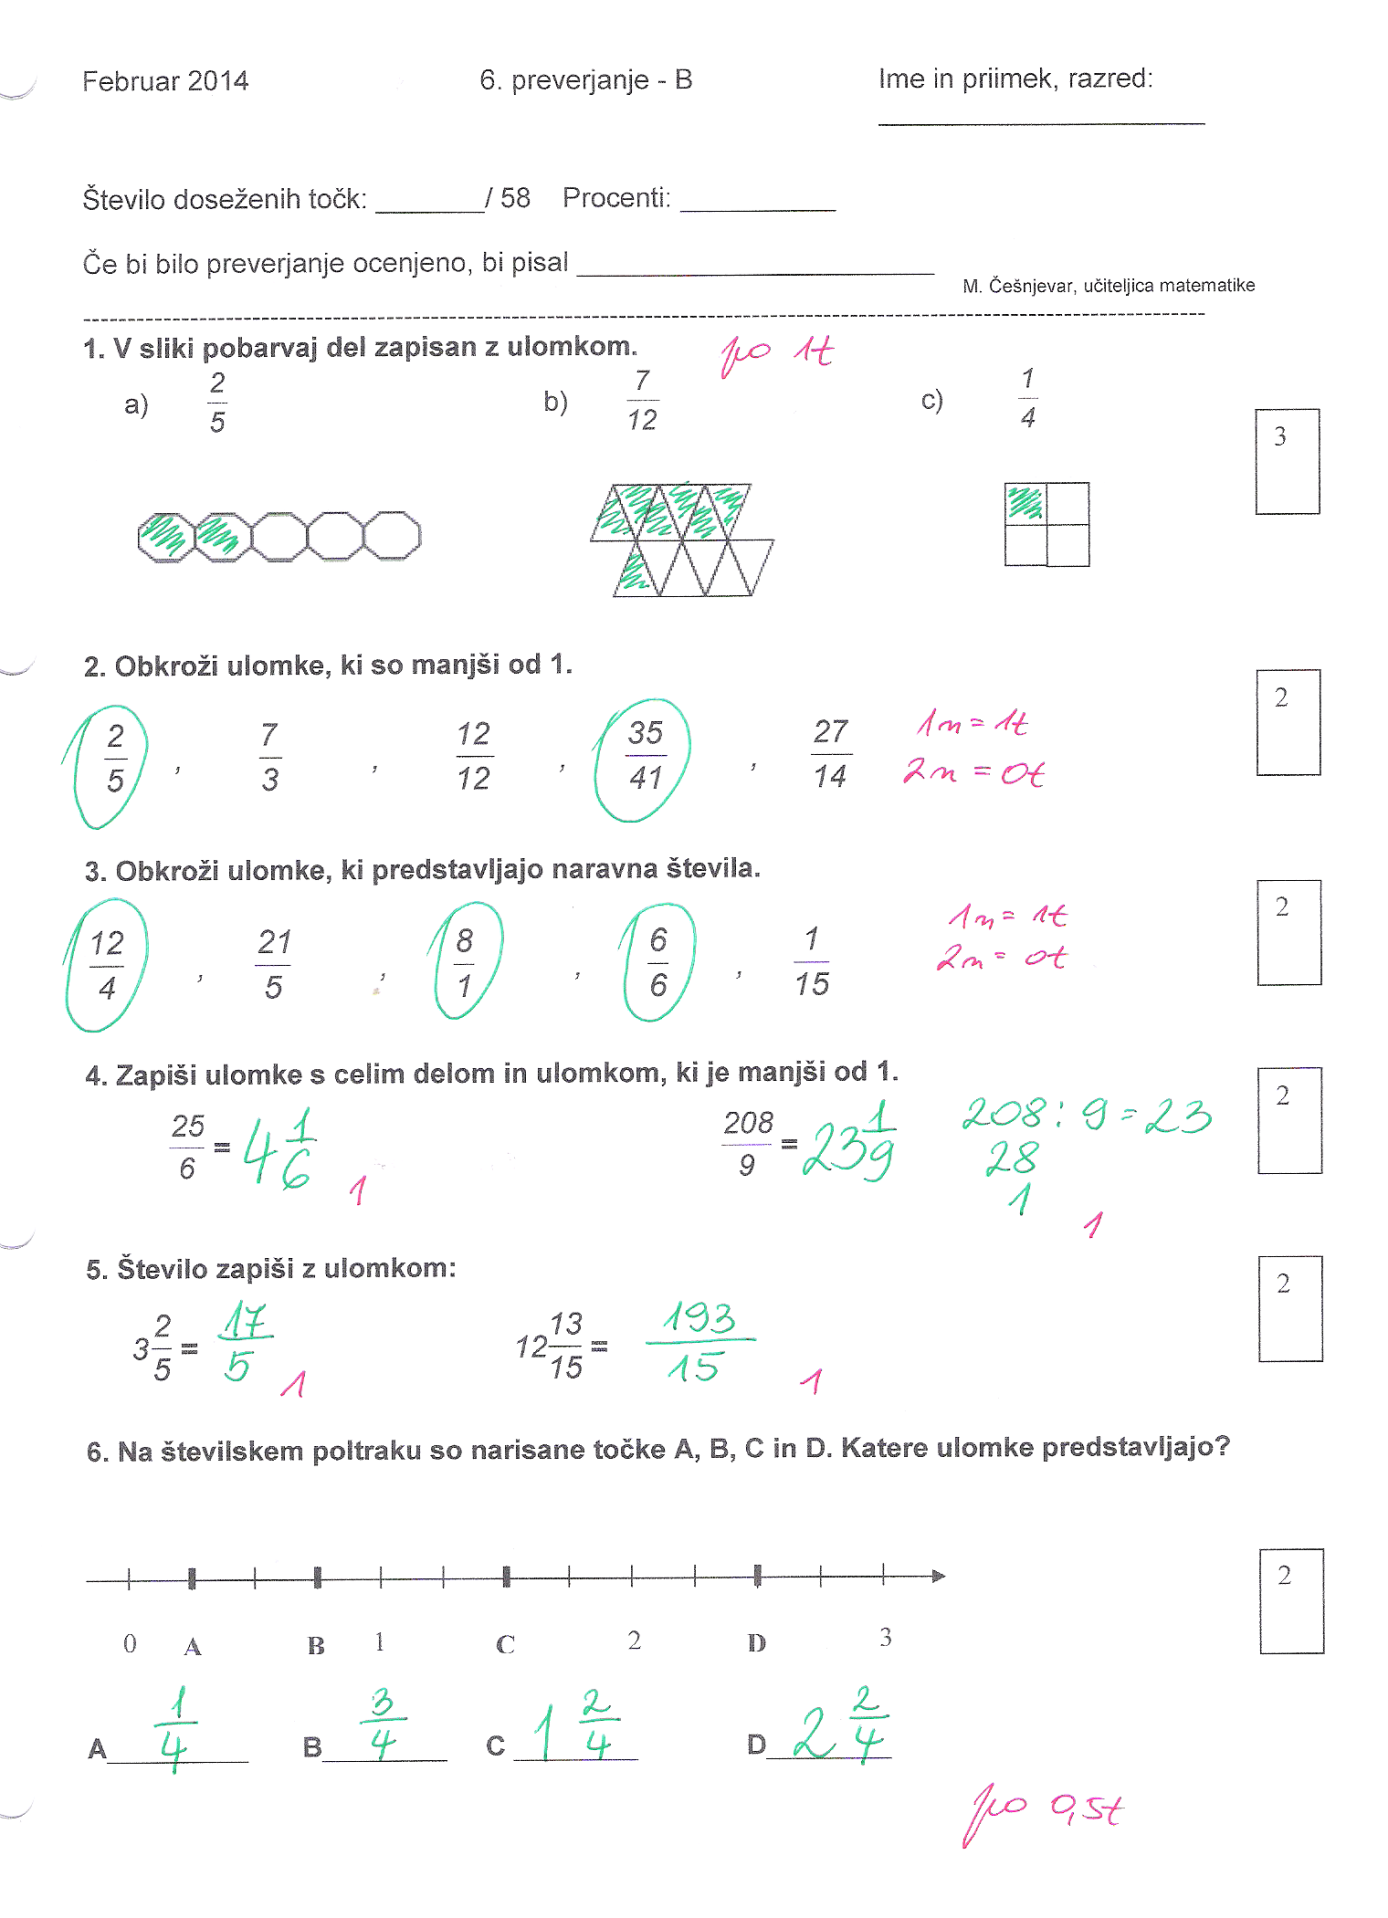 Februar 2014 6. preverjanje - B Ime in priimek, razred:
Število doseženih točk: _______/ 58 Procenti: __________
Če bi bilo preverjanje ocenjeno, bi pisal _______________________
M. Češnjevar, učiteljica matematike
1. V sliki pobarvaj del zapisan z ulomkom. po 1t
a) 2/5 b) 7/12 c) 1/4
3
2. Obkroži ulomke, ki so manjši od 1.
2
2/5 , 7/3 , 12/12 , 35/41 , 27/14
1n = 1t
2n = 0t
3. Obkroži ulomke, ki predstavljajo naravna števila.
2
12/4 , 21/5 , 8/1 , 6/6 , 1/15
1n = 1t
2n = 0t
4. Zapiši ulomke s celim delom in ulomkom, ki je manjši od 1.
2
25/6 = 4 1/6 1 208/9 = 23 1/9 208 : 9 = 23
28
1 1
5. Število zapiši z ulomkom:
2
3 2/5 = 17/5 1 12 13/15 = 193/15 1
6. Na številskem poltraku so narisane točke A, B, C in D. Katere ulomke predstavljajo?
2
0 A B 1 C 2 D 3
A 1/4 B 3/4 C 1 2/4 D 2 2/4
po 0,5t